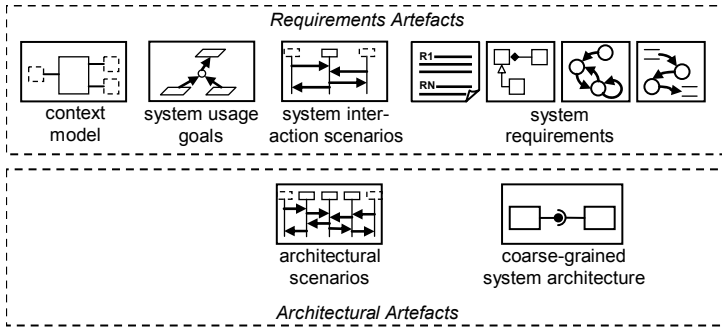 Requirements Artefacts
R1
RN
context
model
system usage
goals
system inter-
action scenarios
system
requirements
architectural
scenarios
coarse-grained
system architecture
Architectural Artefacts